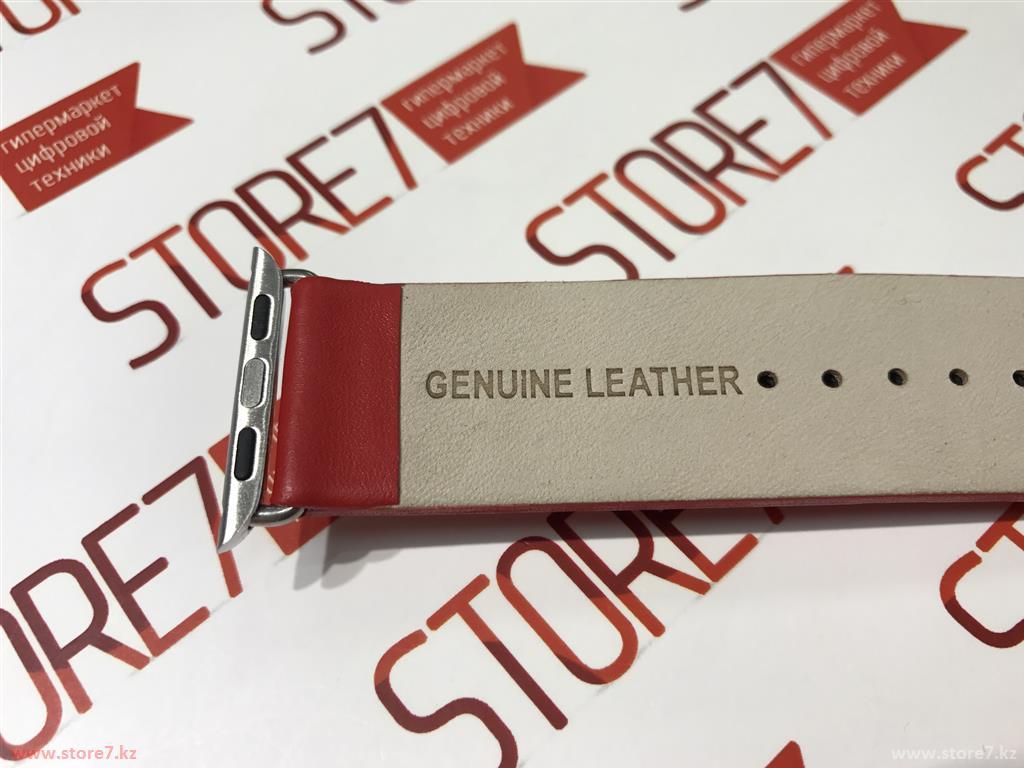 STORE7
гипермаркет
цифровой
техники
STORE7
гипермаркет
цифровой
техники
гипермаркет
цифровой
техники
GENUINE LEATHER
STORE7
STORE
www.store7.kz
www.store7.kz